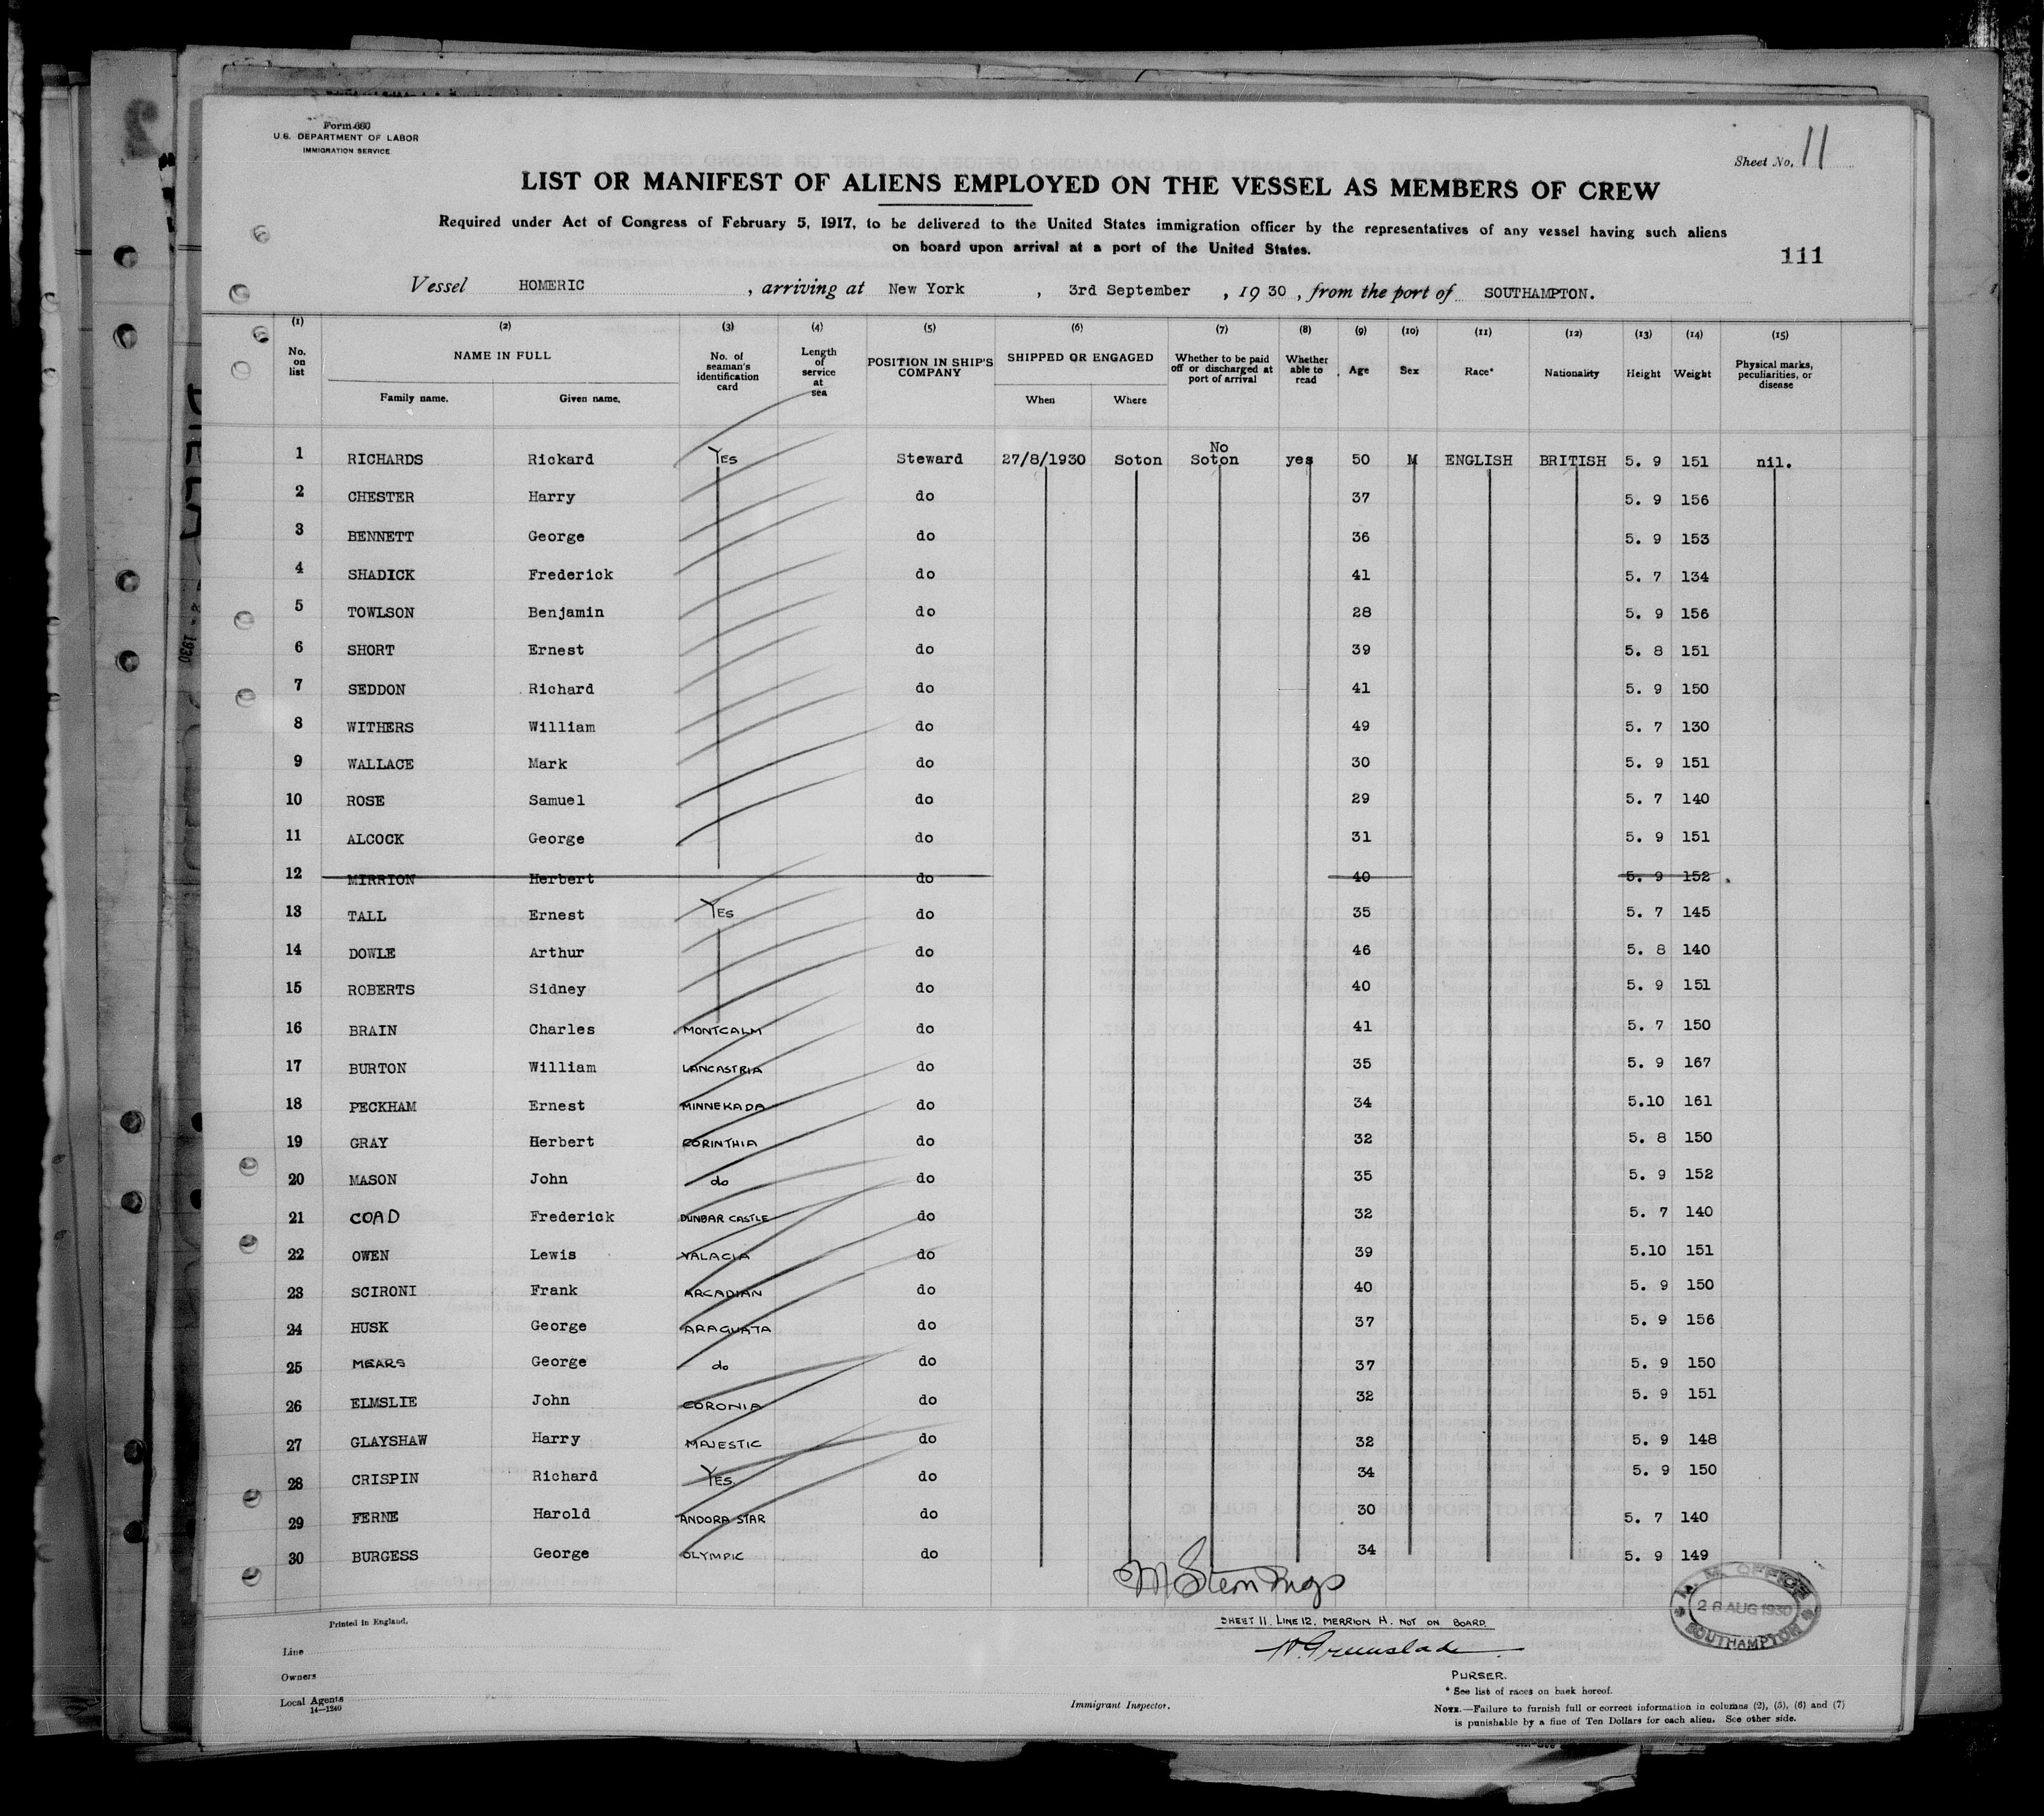 Form 680
U.S. DEPARTMENT OF LABOR
IMMIGRATION SERVICE
Sheet No. 11
LIST OR MANIFEST OF ALIENS EMPLOYED ON THE VESSEL AS MEMBERS OF CREW
Required under Act of Congress of February 5, 1917, to be delivered to the United States immigration officer by the representatives of any vessel having such aliens
on board upon arrival at a port of the United States.
111
Vessel HOMERIC, arriving at New York, 3rd September, 1930, from the port of SOUTHAMPTON.
(1) (2) (3) (4) (5) (6) (7) (8) (9) (10) (11) (12) (13) (14) (15)
No. on list NAME IN FULL No. of seaman's identification card Length of service at sea POSITION IN SHIP'S COMPANY SHIPPED OR ENGAGED Whether to be paid off or discharged at port of arrival Whether able to read Age Sex Race* Nationality Height Weight Physical marks, peculiarities, or disease
Family name. Given name. When Where
1 RICHARDS Rickard YES Steward 27/8/1930 Soton No Soton yes 50 M ENGLISH BRITISH 5. 9 151 nil.
2 CHESTER Harry do 37 5. 9 156
3 BENNETT George do 36 5. 9 153
4 SHADICK Frederick do 41 5. 7 134
5 TOWLSON Benjamin do 28 5. 9 156
6 SHORT Ernest do 39 5. 8 151
7 SEDDON Richard do 41 5. 9 150
8 WITHERS William do 49 5. 7 130
9 WALLACE Mark do 30 5. 9 151
10 ROSE Samuel do 29 5. 7 140
11 ALCOCK George do 31 5. 9 151
12 MIRRION Herbert do 40 5. 9 152
13 TALL Ernest YES do 35 5. 7 145
14 DOWLE Arthur do 46 5. 8 140
15 ROBERTS Sidney do 40 5. 9 151
16 BRAIN Charles MONTCALM do 41 5. 7 150
17 BURTON William LANCASTRIA do 35 5. 9 167
18 PECKHAM Ernest MINNEKADA do 34 5.10 161
19 GRAY Herbert CORINTHIA do 32 5. 8 150
20 MASON John do do 35 5. 9 152
21 COAD Frederick DUNBAR CASTLE do 32 5. 7 140
22 OWEN Lewis VALACIA do 39 5.10 151
23 SCIRONI Frank ARCADIAN do 40 5. 9 150
24 HUSK George ARAGUATA do 37 5. 9 156
25 MEARS George do do 37 5. 9 150
26 ELMSLIE John CORONIA do 32 5. 9 151
27 GLAYSHAW Harry MAJESTIC do 32 5. 9 148
28 CRISPIN Richard YES. do 34 5. 9 150
29 FERNE Harold ANDORA STAR do 30 5. 7 140
30 BURGESS George OLYMPIC do 34 5. 9 149
Printed in England.
SHEET 11. LINE 12. MERRION H. NOT ON BOARD.
Line
Owners
Local Agents
14—1240
Immigrant Inspector.
PURSER.
* See list of races on back hereof.
NOTE.—Failure to furnish full or correct information in columns (2), (5), (6) and (7)
is punishable by a fine of Ten Dollars for each alien. See other side.
M. M. OFFICE
26 AUG 1930
SOUTHAMPTON